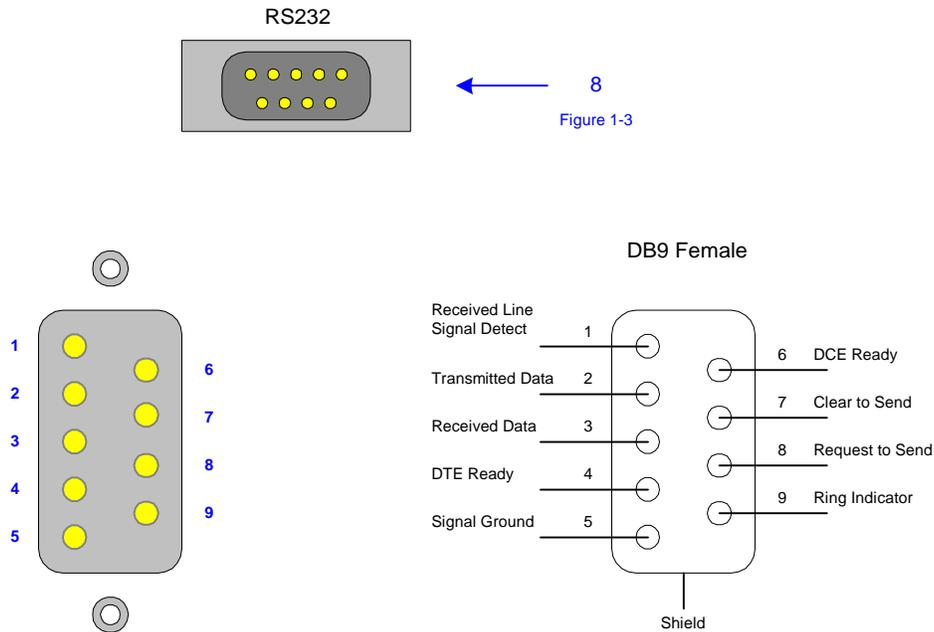 RS232
8
Figure 1-3
DB9 Female
1
2
3
4
5
6
7
8
9
Received Line
Signal Detect
1
Transmitted Data
2
Received Data
3
DTE Ready
4
Signal Ground
5
6
DCE Ready
7
Clear to Send
8
Request to Send
9
Ring Indicator
Shield